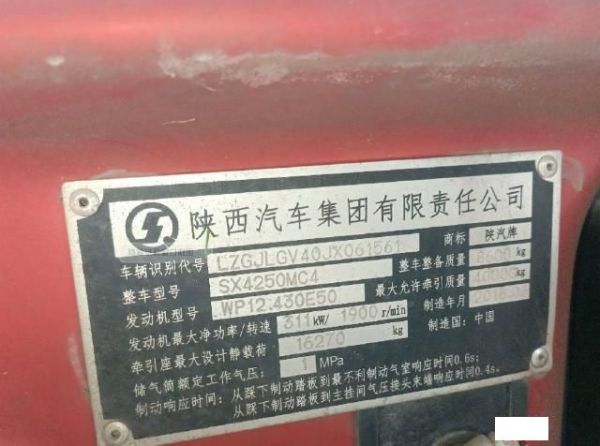 陕西汽车集团有限责任公司
车辆识别代号 LZGJLGV40JX061561 商标 陕汽牌
整车型号 SX4250MC4 整车整备质量 8600kg
发动机型号 WP12.430E50 最大允许牵引质量 40000kg
发动机最大净功率/转速 311kW/ 1900 r/min 制造年月
牵引座最大设计静载荷 16270 kg 制造国：中国
储气筒额定工作气压： 1 MPa
制动响应时间：从踩下制动踏板到最不利制动气室响应时间0.6s；
从踩下制动踏板到主挂间气压接头末端响应时间0.4s。